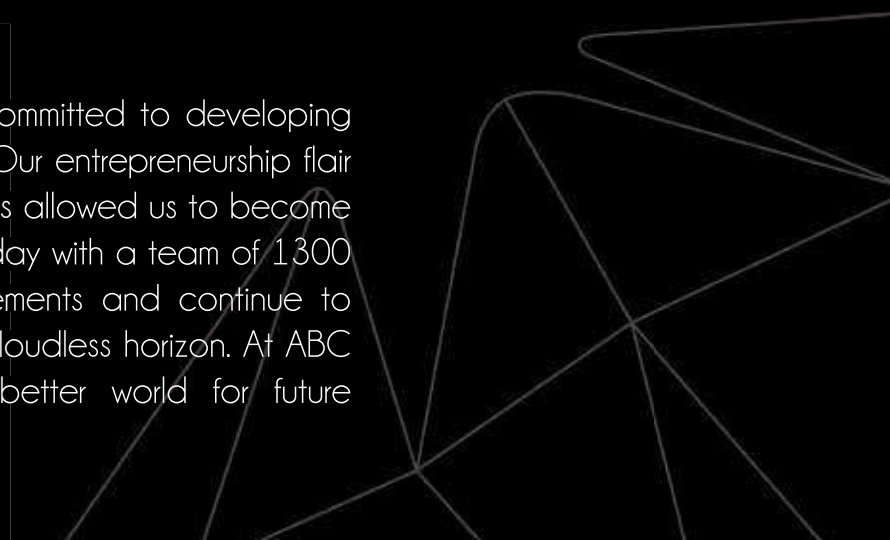 ommitted to developing
Our entrepreneurship flair
s allowed us to become
day with a team of 1300
ements and continue to
loudless horizon. At ABC
better world for future